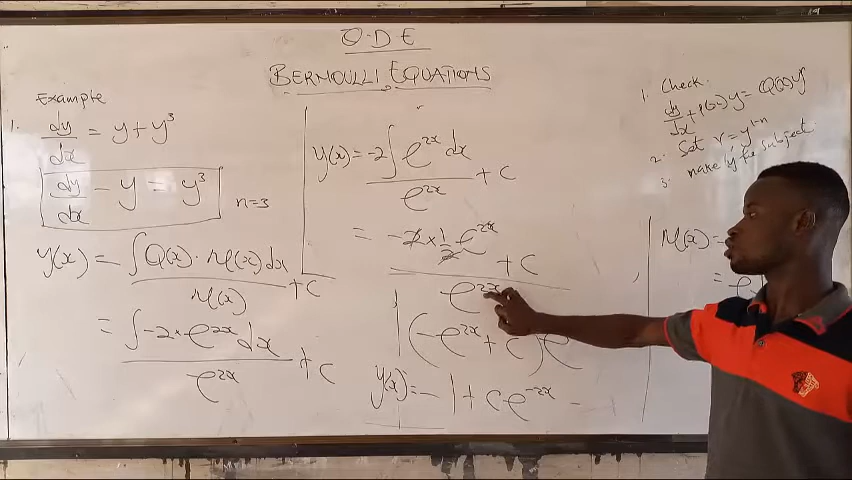 O.D.E
BERNOULLI EQUATIONS
Example
1. dy/dx = y + y³
dy/dx - y = y³
n=3
y(x) = ∫Q(x) · μ(x)dx / μ(x) + C
= ∫-2 · e^2x dx / e^2x + C
y(x) = -2∫e^2x dx / e^2x + C
= -2 × 1/2 e^2x / e^2x + C
(-e^2x + C)e
y(x) = -1 + ce^-2x
1. Check:
dy/dx + P(x)y = Q(x)yⁿ
2. Set v = y^1-n
3. make y the subject
μ(x) =
= e